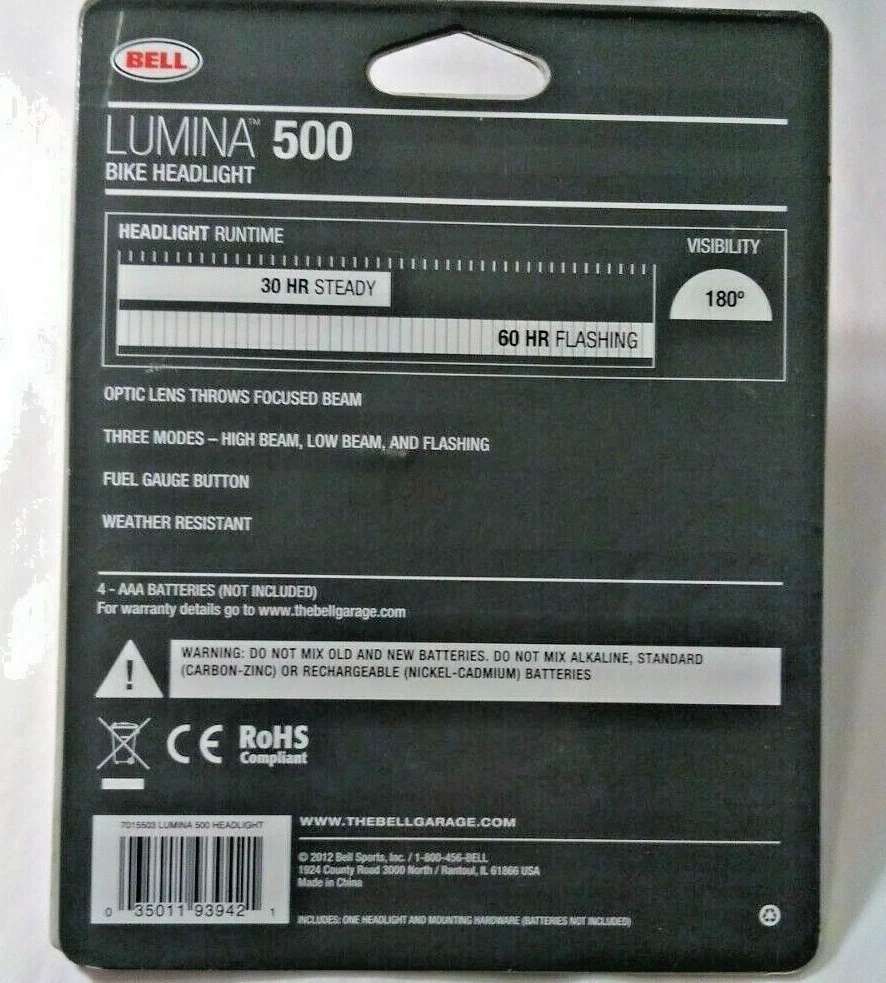 BELL
LUMINA™ 500
BIKE HEADLIGHT
HEADLIGHT RUNTIME
VISIBILITY
30 HR STEADY
180º
60 HR FLASHING
OPTIC LENS THROWS FOCUSED BEAM
THREE MODES – HIGH BEAM, LOW BEAM, AND FLASHING
FUEL GAUGE BUTTON
WEATHER RESISTANT
4 - AAA BATTERIES (NOT INCLUDED)
For warranty details go to www.thebellgarage.com
! WARNING: DO NOT MIX OLD AND NEW BATTERIES. DO NOT MIX ALKALINE, STANDARD
(CARBON-ZINC) OR RECHARGEABLE (NICKEL-CADMIUM) BATTERIES
CE RoHS
Compliant
7015503 LUMINA 500 HEADLIGHT
0 35011 93942 1
WWW.THEBELLGARAGE.COM
© 2012 Bell Sports, Inc. / 1-800-456-BELL
1924 County Road 3000 North / Rantoul, IL 61866 USA
Made in China
INCLUDES: ONE HEADLIGHT AND MOUNTING HARDWARE (BATTERIES NOT INCLUDED)